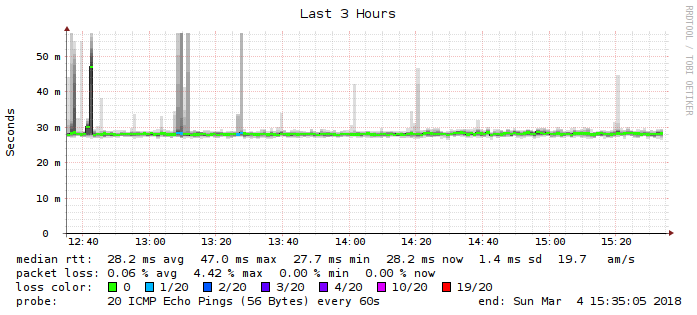 Last 3 Hours
RRDTOOL / TOBI OETIKER
Seconds
50 m
40 m
30 m
20 m
10 m
0
12:40 13:00 13:20 13:40 14:00 14:20 14:40 15:00 15:20
median rtt: 28.2 ms avg 47.0 ms max 27.7 ms min 28.2 ms now 1.4 ms sd 19.7 am/s
packet loss: 0.06 % avg 4.42 % max 0.00 % min 0.00 % now
loss color: 0 1/20 2/20 3/20 4/20 10/20 19/20
probe: 20 ICMP Echo Pings (56 Bytes) every 60s end: Sun Mar 4 15:35:05 2018